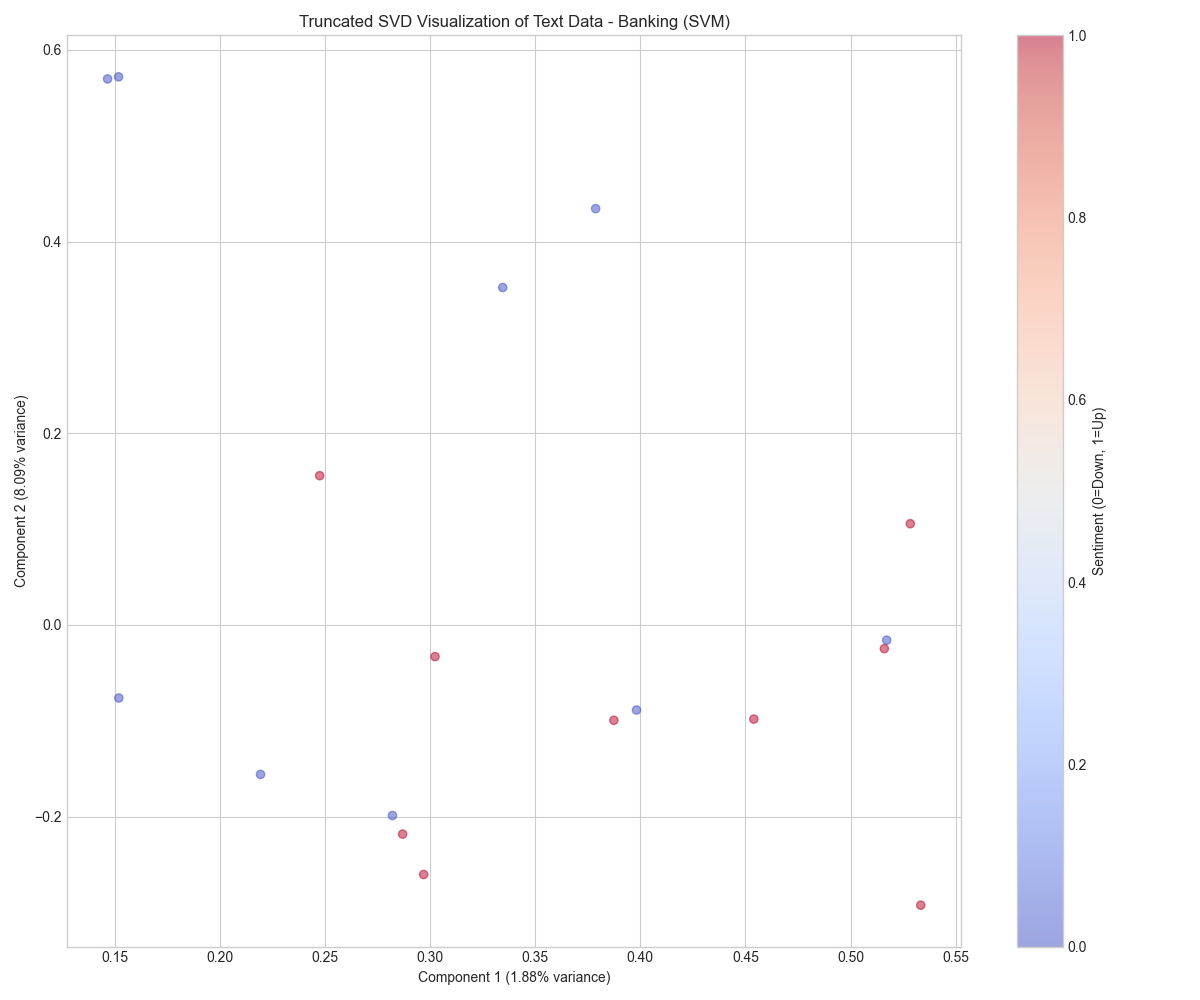 Truncated SVD Visualization of Text Data - Banking (SVM)
0.6
0.4
0.2
0.0
−0.2
Component 2 (8.09% variance)
0.15 0.20 0.25 0.30 0.35 0.40 0.45 0.50 0.55
Component 1 (1.88% variance)
1.0
0.8
0.6
0.4
0.2
0.0
Sentiment (0=Down, 1=Up)